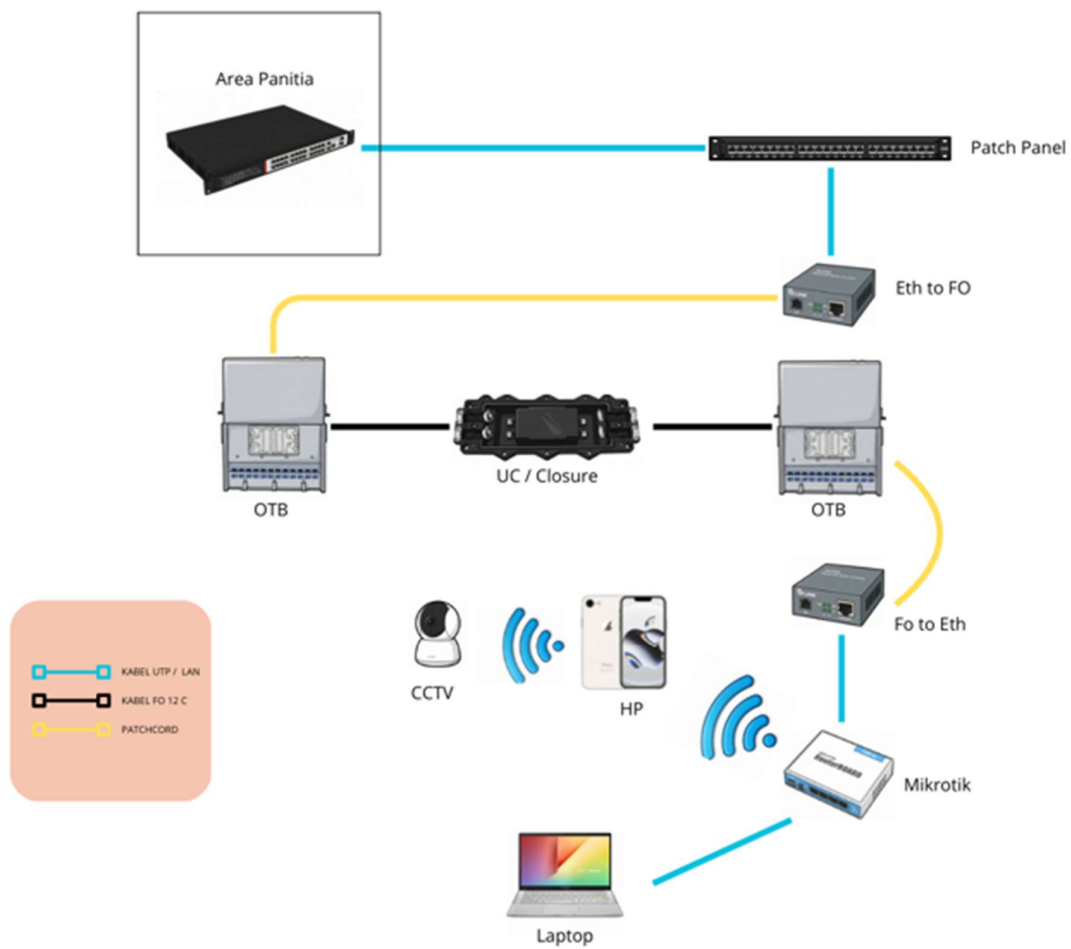 Area Panitia
Patch Panel
Eth to FO
OTB
UC / Closure
OTB
Fo to Eth
CCTV
HP
Mikrotik
Laptop
KABEL UTP / LAN
KABEL FO 12 C
PATCHCORD